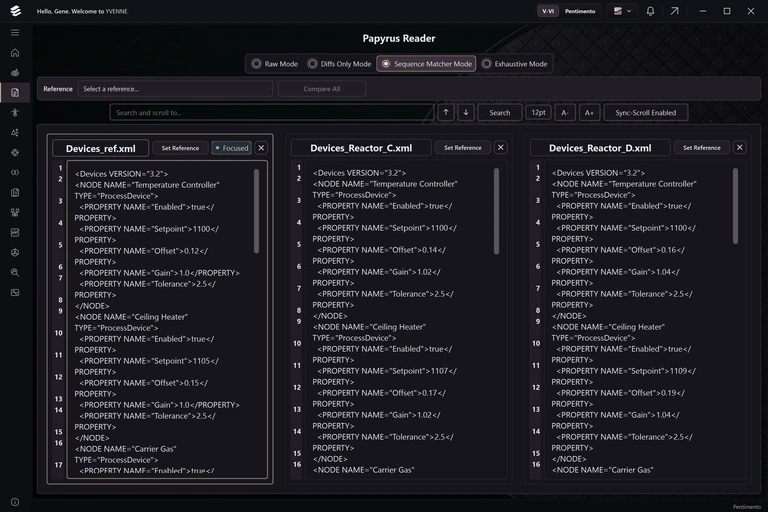 Hello, Gene. Welcome to YVENNE.
V-VI
Pentimento
Papyrus Reader
Raw Mode
Diffs Only Mode
Sequence Matcher Mode
Exhaustive Mode
Reference
Select a reference...
Compare All
Search and scroll to...
Search
12pt
A-
A+
Sync-Scroll Enabled
Devices_ref.xml
Set Reference
Focused
1
2
3
4
5
6
7
8
9
10
11
12
13
14
15
16
17
<Devices VERSION="3.2">
<NODE NAME="Temperature Controller"
TYPE="ProcessDevice">
<PROPERTY NAME="Enabled">true</
PROPERTY>
<PROPERTY NAME="Setpoint">1100</
PROPERTY>
<PROPERTY NAME="Offset">0.12</
PROPERTY>
<PROPERTY NAME="Gain">1.0</PROPERTY>
<PROPERTY NAME="Tolerance">2.5</
PROPERTY>
</NODE>
<NODE NAME="Ceiling Heater"
TYPE="ProcessDevice">
<PROPERTY NAME="Enabled">true</
PROPERTY>
<PROPERTY NAME="Setpoint">1105</
PROPERTY>
<PROPERTY NAME="Offset">0.15</
PROPERTY>
<PROPERTY NAME="Gain">1.0</PROPERTY>
<PROPERTY NAME="Tolerance">2.5</
PROPERTY>
</NODE>
<NODE NAME="Carrier Gas"
TYPE="ProcessDevice">
<PROPERTY NAME="Enabled">true</
Devices_Reactor_C.xml
Set Reference
1
2
3
4
5
6
7
8
9
10
11
12
13
14
15
16
<Devices VERSION="3.2">
<NODE NAME="Temperature Controller"
TYPE="ProcessDevice">
<PROPERTY NAME="Enabled">true</
PROPERTY>
<PROPERTY NAME="Setpoint">1100</
PROPERTY>
<PROPERTY NAME="Offset">0.14</
PROPERTY>
<PROPERTY NAME="Gain">1.02</
PROPERTY>
<PROPERTY NAME="Tolerance">2.5</
PROPERTY>
</NODE>
<NODE NAME="Ceiling Heater"
TYPE="ProcessDevice">
<PROPERTY NAME="Enabled">true</
PROPERTY>
<PROPERTY NAME="Setpoint">1107</
PROPERTY>
<PROPERTY NAME="Offset">0.17</
PROPERTY>
<PROPERTY NAME="Gain">1.02</
PROPERTY>
<PROPERTY NAME="Tolerance">2.5</
PROPERTY>
</NODE>
<NODE NAME="Carrier Gas"
Devices_Reactor_D.xml
Set Reference
1
2
3
4
5
6
7
8
9
10
11
12
13
14
15
16
<Devices VERSION="3.2">
<NODE NAME="Temperature Controller"
TYPE="ProcessDevice">
<PROPERTY NAME="Enabled">true</
PROPERTY>
<PROPERTY NAME="Setpoint">1100</
PROPERTY>
<PROPERTY NAME="Offset">0.16</
PROPERTY>
<PROPERTY NAME="Gain">1.04</
PROPERTY>
<PROPERTY NAME="Tolerance">2.5</
PROPERTY>
</NODE>
<NODE NAME="Ceiling Heater"
TYPE="ProcessDevice">
<PROPERTY NAME="Enabled">true</
PROPERTY>
<PROPERTY NAME="Setpoint">1109</
PROPERTY>
<PROPERTY NAME="Offset">0.19</
PROPERTY>
<PROPERTY NAME="Gain">1.04</
PROPERTY>
<PROPERTY NAME="Tolerance">2.5</
PROPERTY>
</NODE>
<NODE NAME="Carrier Gas"
Pentimento